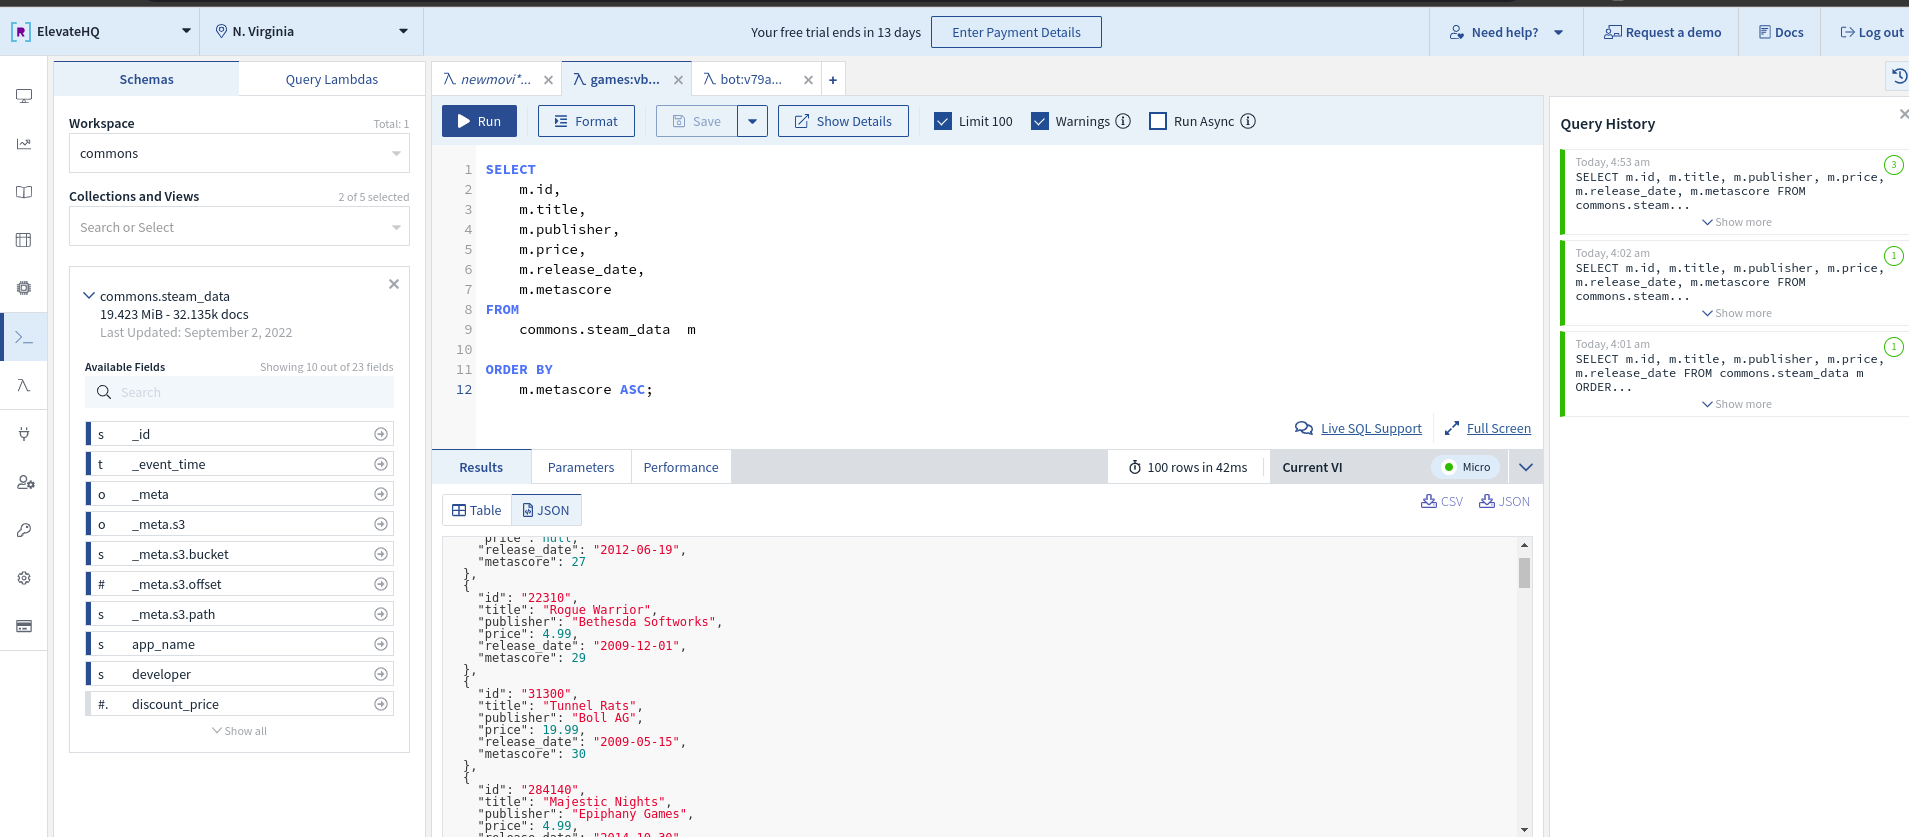 ElevateHQ
N. Virginia
Your free trial ends in 13 days
Enter Payment Details
Need help?
Request a demo
Docs
Log out
Schemas
Query Lambdas
Workspace
Total: 1
commons
Collections and Views
2 of 5 selected
Search or Select
commons.steam_data
19.423 MiB - 32.135k docs
Last Updated: September 2, 2022
Available Fields
Showing 10 out of 23 fields
Search
s _id
t _event_time
o _meta
o _meta.s3
s _meta.s3.bucket
# _meta.s3.offset
s _meta.s3.path
s app_name
s developer
#. discount_price
Show all
newmovi*...
games:vb...
bot:v79a...
+
Run
Format
Save
Show Details
Limit 100
Warnings
Run Async
1 SELECT
2 m.id,
3 m.title,
4 m.publisher,
5 m.price,
6 m.release_date,
7 m.metascore
8 FROM
9 commons.steam_data  m
10
11 ORDER BY
12 m.metascore ASC;
Live SQL Support
Full Screen
Results
Parameters
Performance
100 rows in 42ms
Current VI
Micro
Table
JSON
CSV
JSON
"price": null,
"release_date": "2012-06-19",
"metascore": 27
},
{
"id": "22310",
"title": "Rogue Warrior",
"publisher": "Bethesda Softworks",
"price": 4.99,
"release_date": "2009-12-01",
"metascore": 29
},
{
"id": "31300",
"title": "Tunnel Rats",
"publisher": "Boll AG",
"price": 19.99,
"release_date": "2009-05-15",
"metascore": 30
},
{
"id": "284140",
"title": "Majestic Nights",
"publisher": "Epiphany Games",
"price": 4.99,
"release_date": "2014-10-30"
Query History
Today, 4:53 am
3
SELECT m.id, m.title, m.publisher, m.price,
m.release_date, m.metascore FROM
commons.steam...
Show more
Today, 4:02 am
1
SELECT m.id, m.title, m.publisher, m.price,
m.release_date, m.metascore FROM
commons.steam...
Show more
Today, 4:01 am
1
SELECT m.id, m.title, m.publisher, m.price,
m.release_date FROM commons.steam_data m
ORDER...
Show more